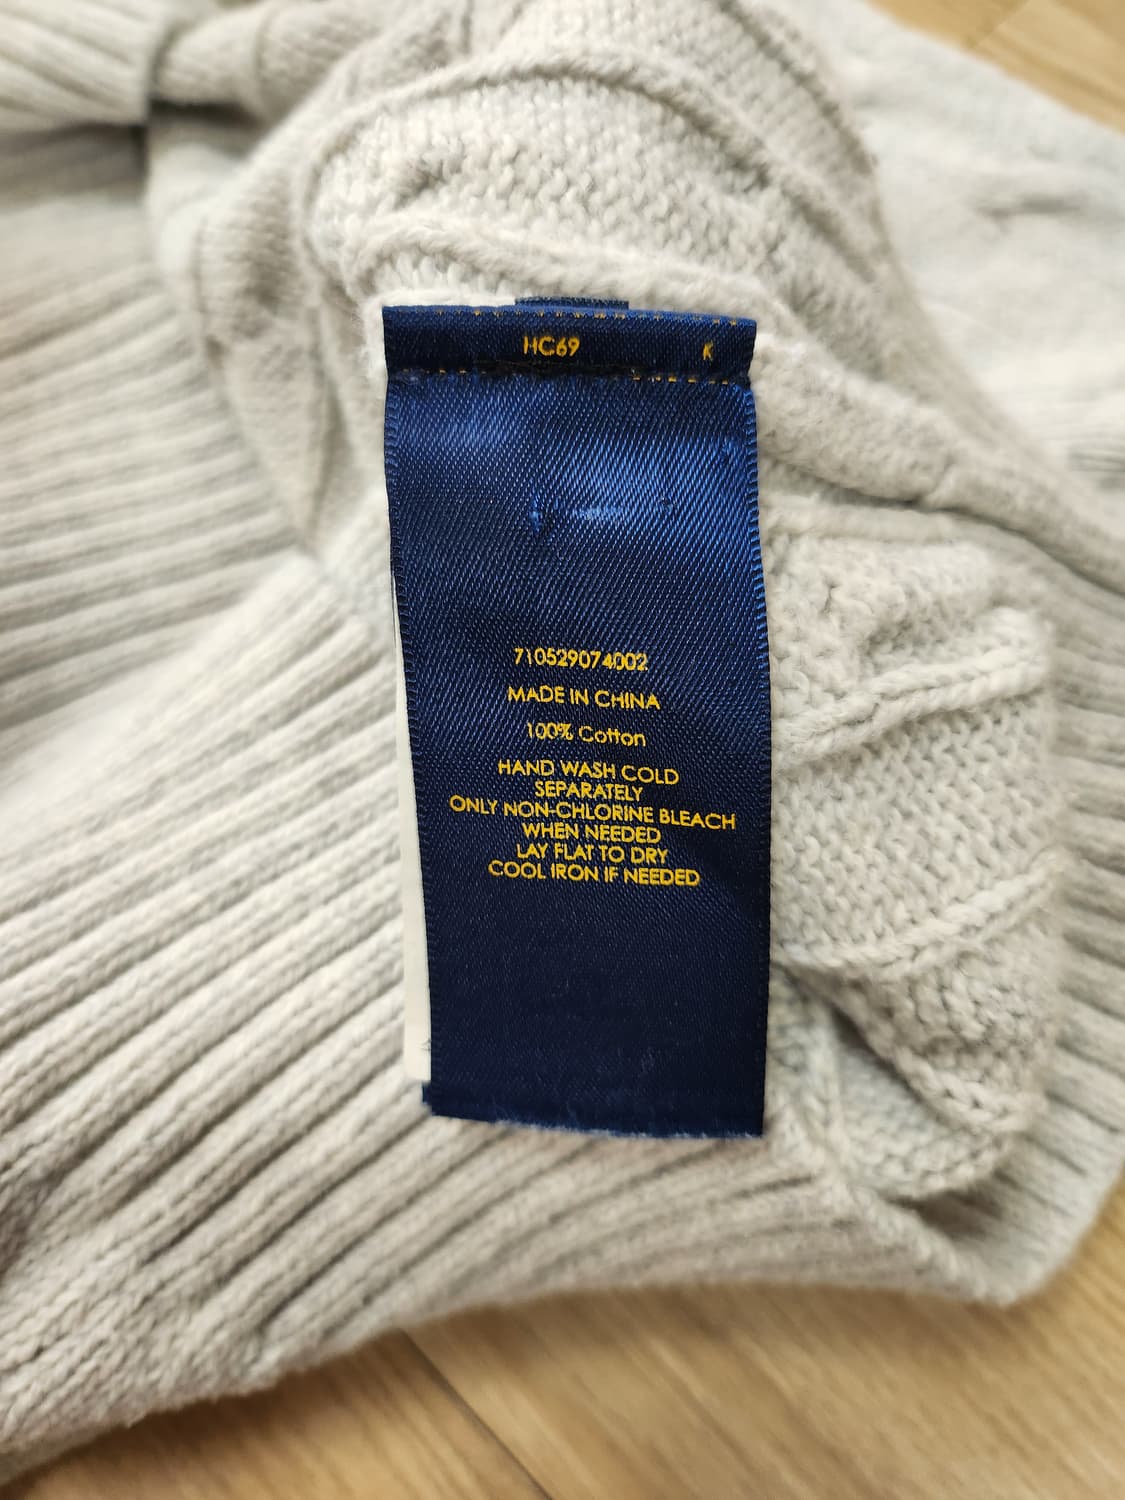 HC69 K
710529074002
MADE IN CHINA
100% Cotton
HAND WASH COLD
SEPARATELY
ONLY NON-CHLORINE BLEACH
WHEN NEEDED
LAY FLAT TO DRY
COOL IRON IF NEEDED